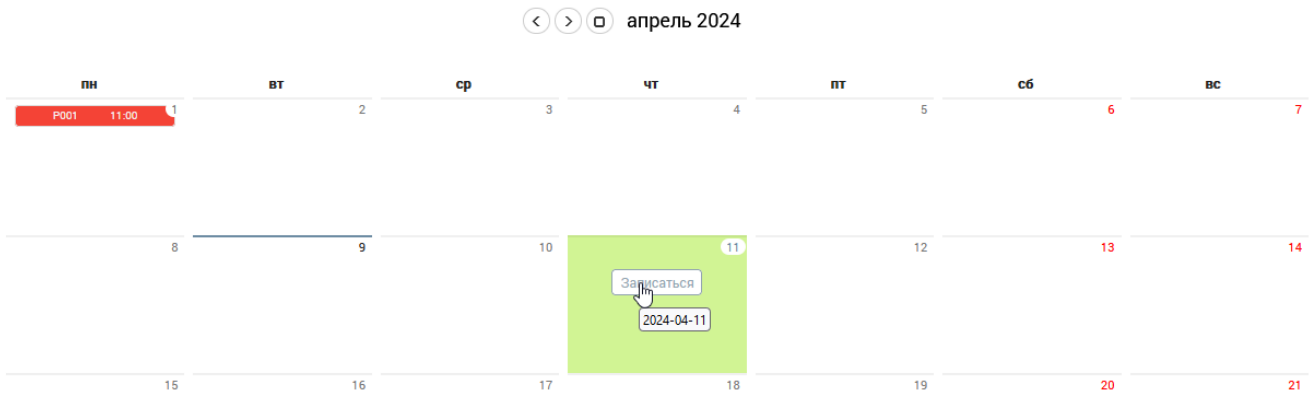 апрель 2024
пн вт ср чт пт сб вс
1 2 3 4 5 6 7
P001 11:00
8 9 10 11 12 13 14
Записаться
2024-04-11
15 16 17 18 19 20 21